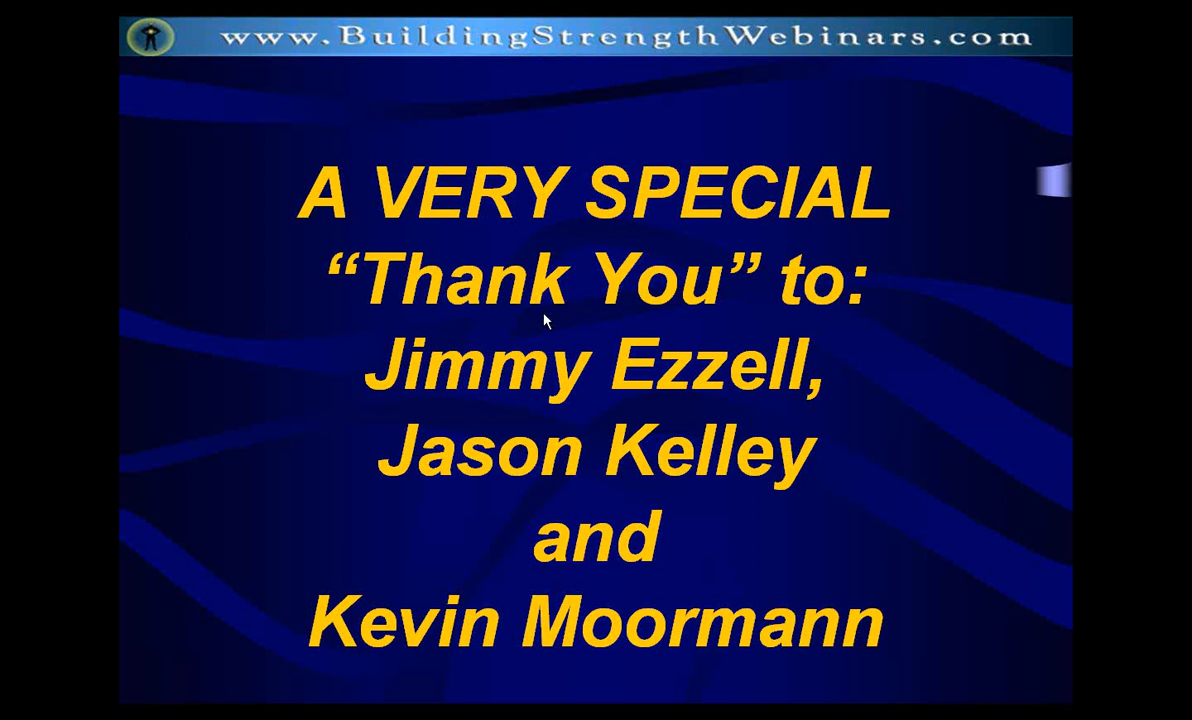 www.BuildingStrengthWebinars.com
A VERY SPECIAL
“Thank You” to:
Jimmy Ezzell,
Jason Kelley
and
Kevin Moormann